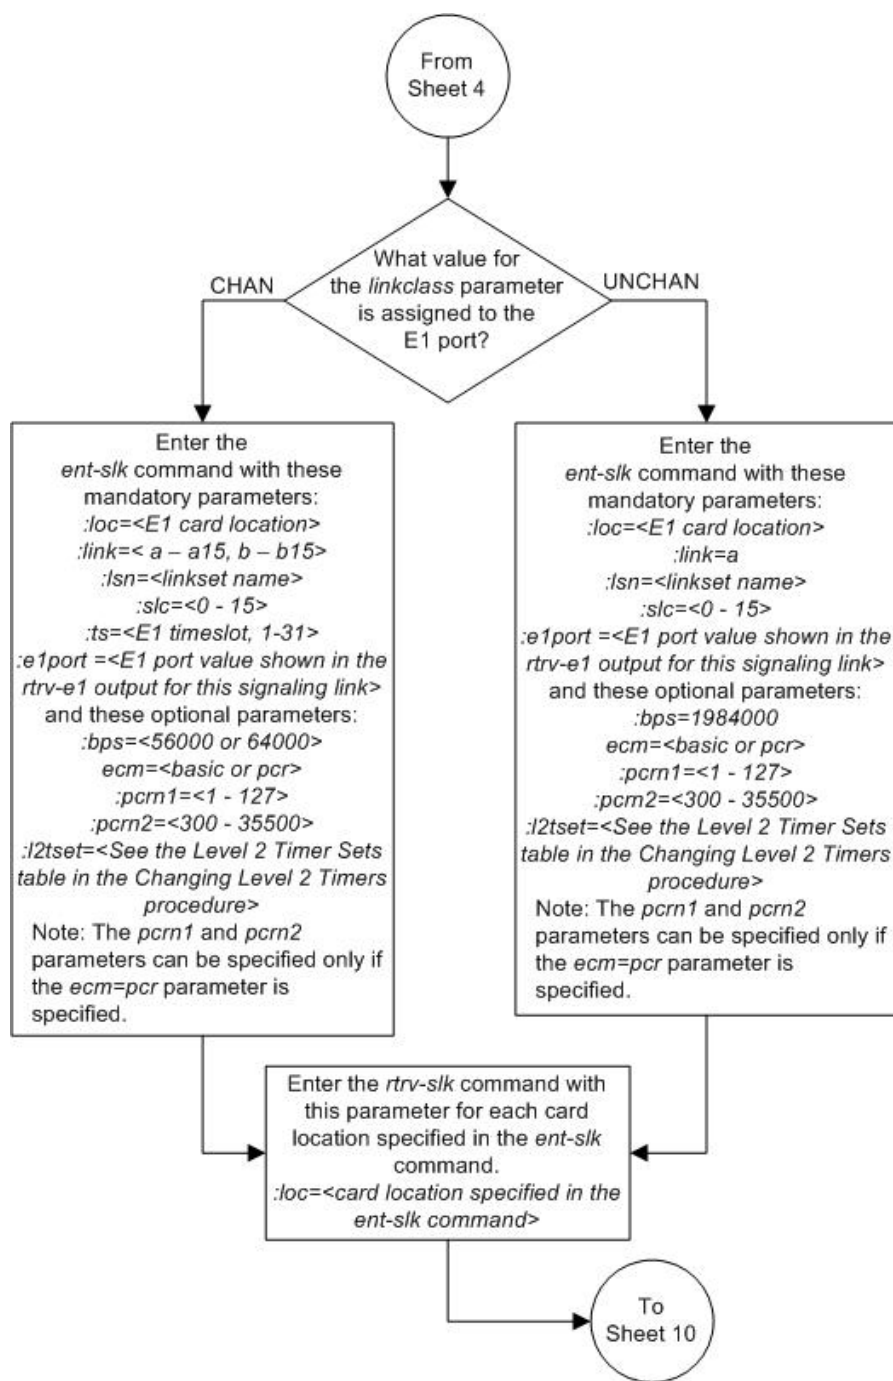 From
Sheet 4
What value for
the linkclass parameter
is assigned to the
E1 port?
CHAN
UNCHAN
Enter the
ent-slk command with these
mandatory parameters:
:loc=<E1 card location>
:link=< a – a15, b – b15>
:lsn=<linkset name>
:slc=<0 - 15>
:ts=<E1 timeslot, 1-31>
:e1port =<E1 port value shown in the
rtrv-e1 output for this signaling link>
and these optional parameters:
:bps=<56000 or 64000>
ecm=<basic or pcr>
:pcrn1=<1 - 127>
:pcrn2=<300 - 35500>
:l2tset=<See the Level 2 Timer Sets
table in the Changing Level 2 Timers
procedure>
Note: The pcrn1 and pcrn2
parameters can be specified only if
the ecm=pcr parameter is
specified.
Enter the
ent-slk command with these
mandatory parameters:
:loc=<E1 card location>
:link=a
:lsn=<linkset name>
:slc=<0 - 15>
:e1port =<E1 port value shown in the
rtrv-e1 output for this signaling link>
and these optional parameters:
:bps=1984000
ecm=<basic or pcr>
:pcrn1=<1 - 127>
:pcrn2=<300 - 35500>
:l2tset=<See the Level 2 Timer Sets
table in the Changing Level 2 Timers
procedure>
Note: The pcrn1 and pcrn2
parameters can be specified only if
the ecm=pcr parameter is
specified.
Enter the rtrv-slk command with
this parameter for each card
location specified in the ent-slk
command.
:loc=<card location specified in the
ent-slk command>
To
Sheet 10